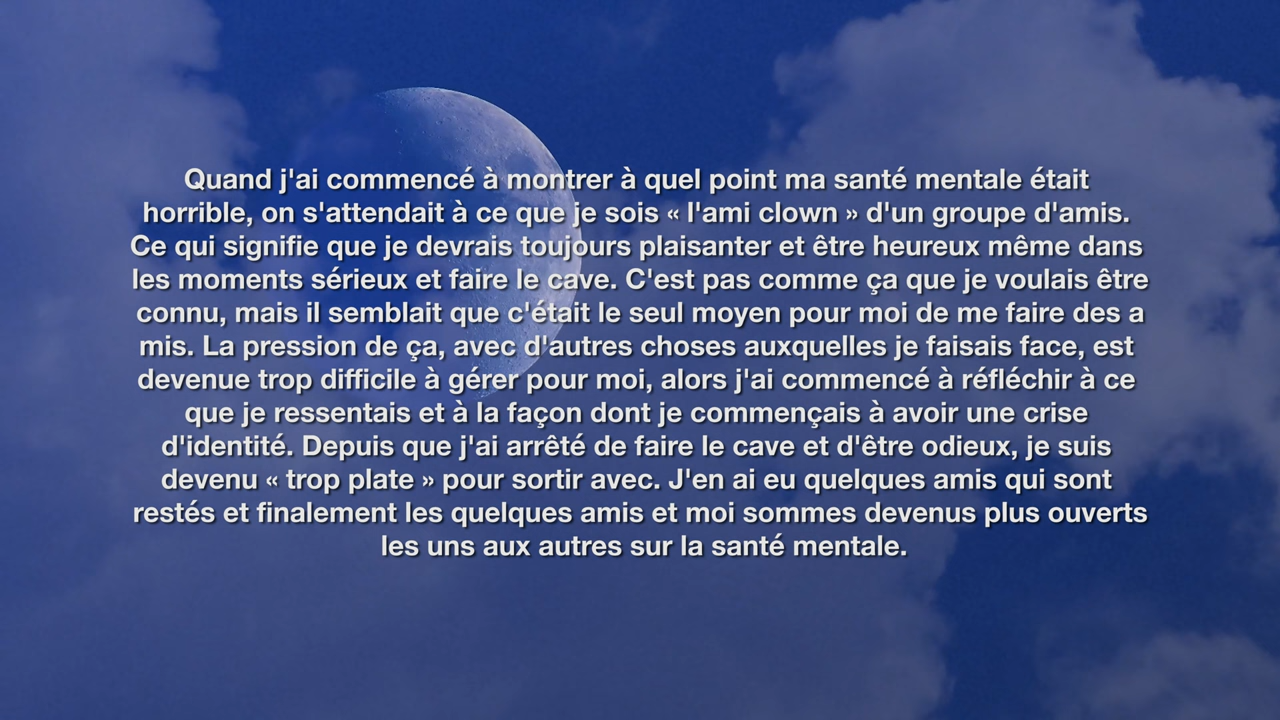 Quand j'ai commencé à montrer à quel point ma santé mentale était
horrible, on s'attendait à ce que je sois « l'ami clown » d'un groupe d'amis.
Ce qui signifie que je devrais toujours plaisanter et être heureux même dans
les moments sérieux et faire le cave. C'est pas comme ça que je voulais être
connu, mais il semblait que c'était le seul moyen pour moi de me faire des a
mis. La pression de ça, avec d'autres choses auxquelles je faisais face, est
devenue trop difficile à gérer pour moi, alors j'ai commencé à réfléchir à ce
que je ressentais et à la façon dont je commençais à avoir une crise
d'identité. Depuis que j'ai arrêté de faire le cave et d'être odieux, je suis
devenu « trop plate » pour sortir avec. J'en ai eu quelques amis qui sont
restés et finalement les quelques amis et moi sommes devenus plus ouverts
les uns aux autres sur la santé mentale.